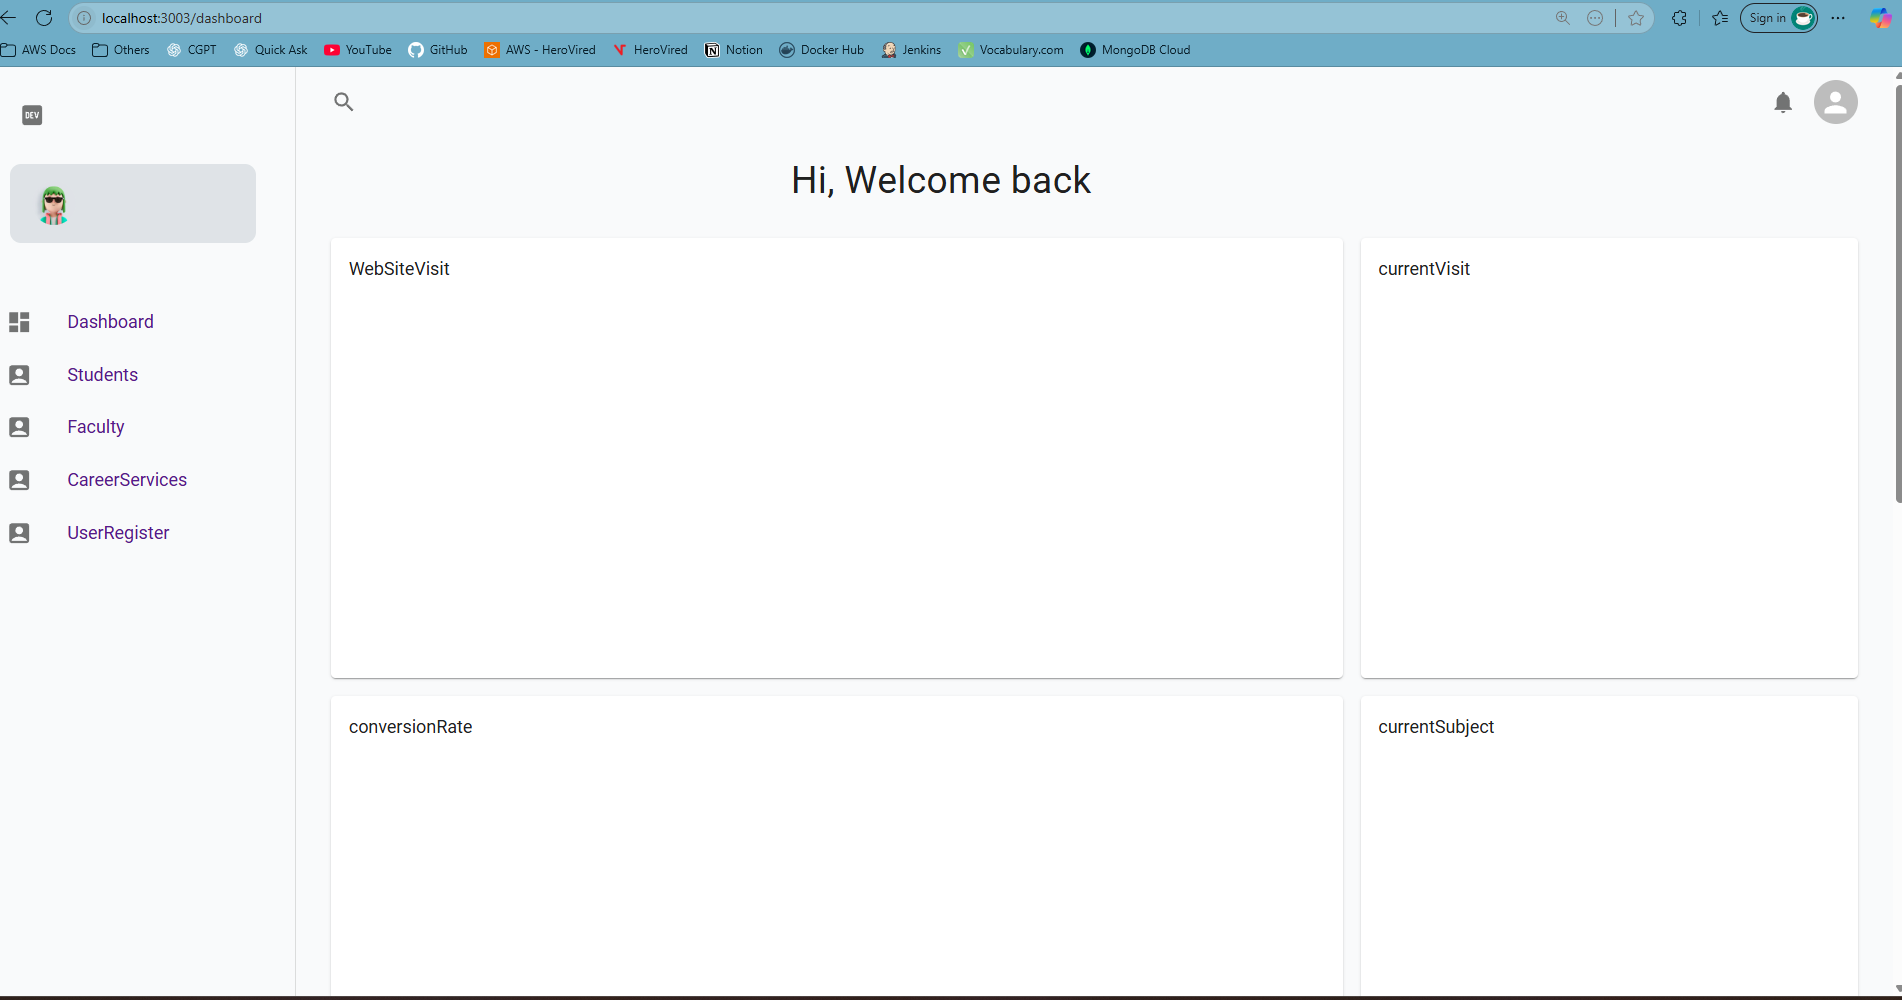 localhost:3003/dashboard
Sign in
AWS Docs
Others
CGPT
Quick Ask
YouTube
GitHub
AWS - HeroVired
HeroVired
Notion
Docker Hub
Jenkins
Vocabulary.com
MongoDB Cloud
DEV
Hi, Welcome back
WebSiteVisit
currentVisit
Dashboard
Students
Faculty
CareerServices
UserRegister
conversionRate
currentSubject